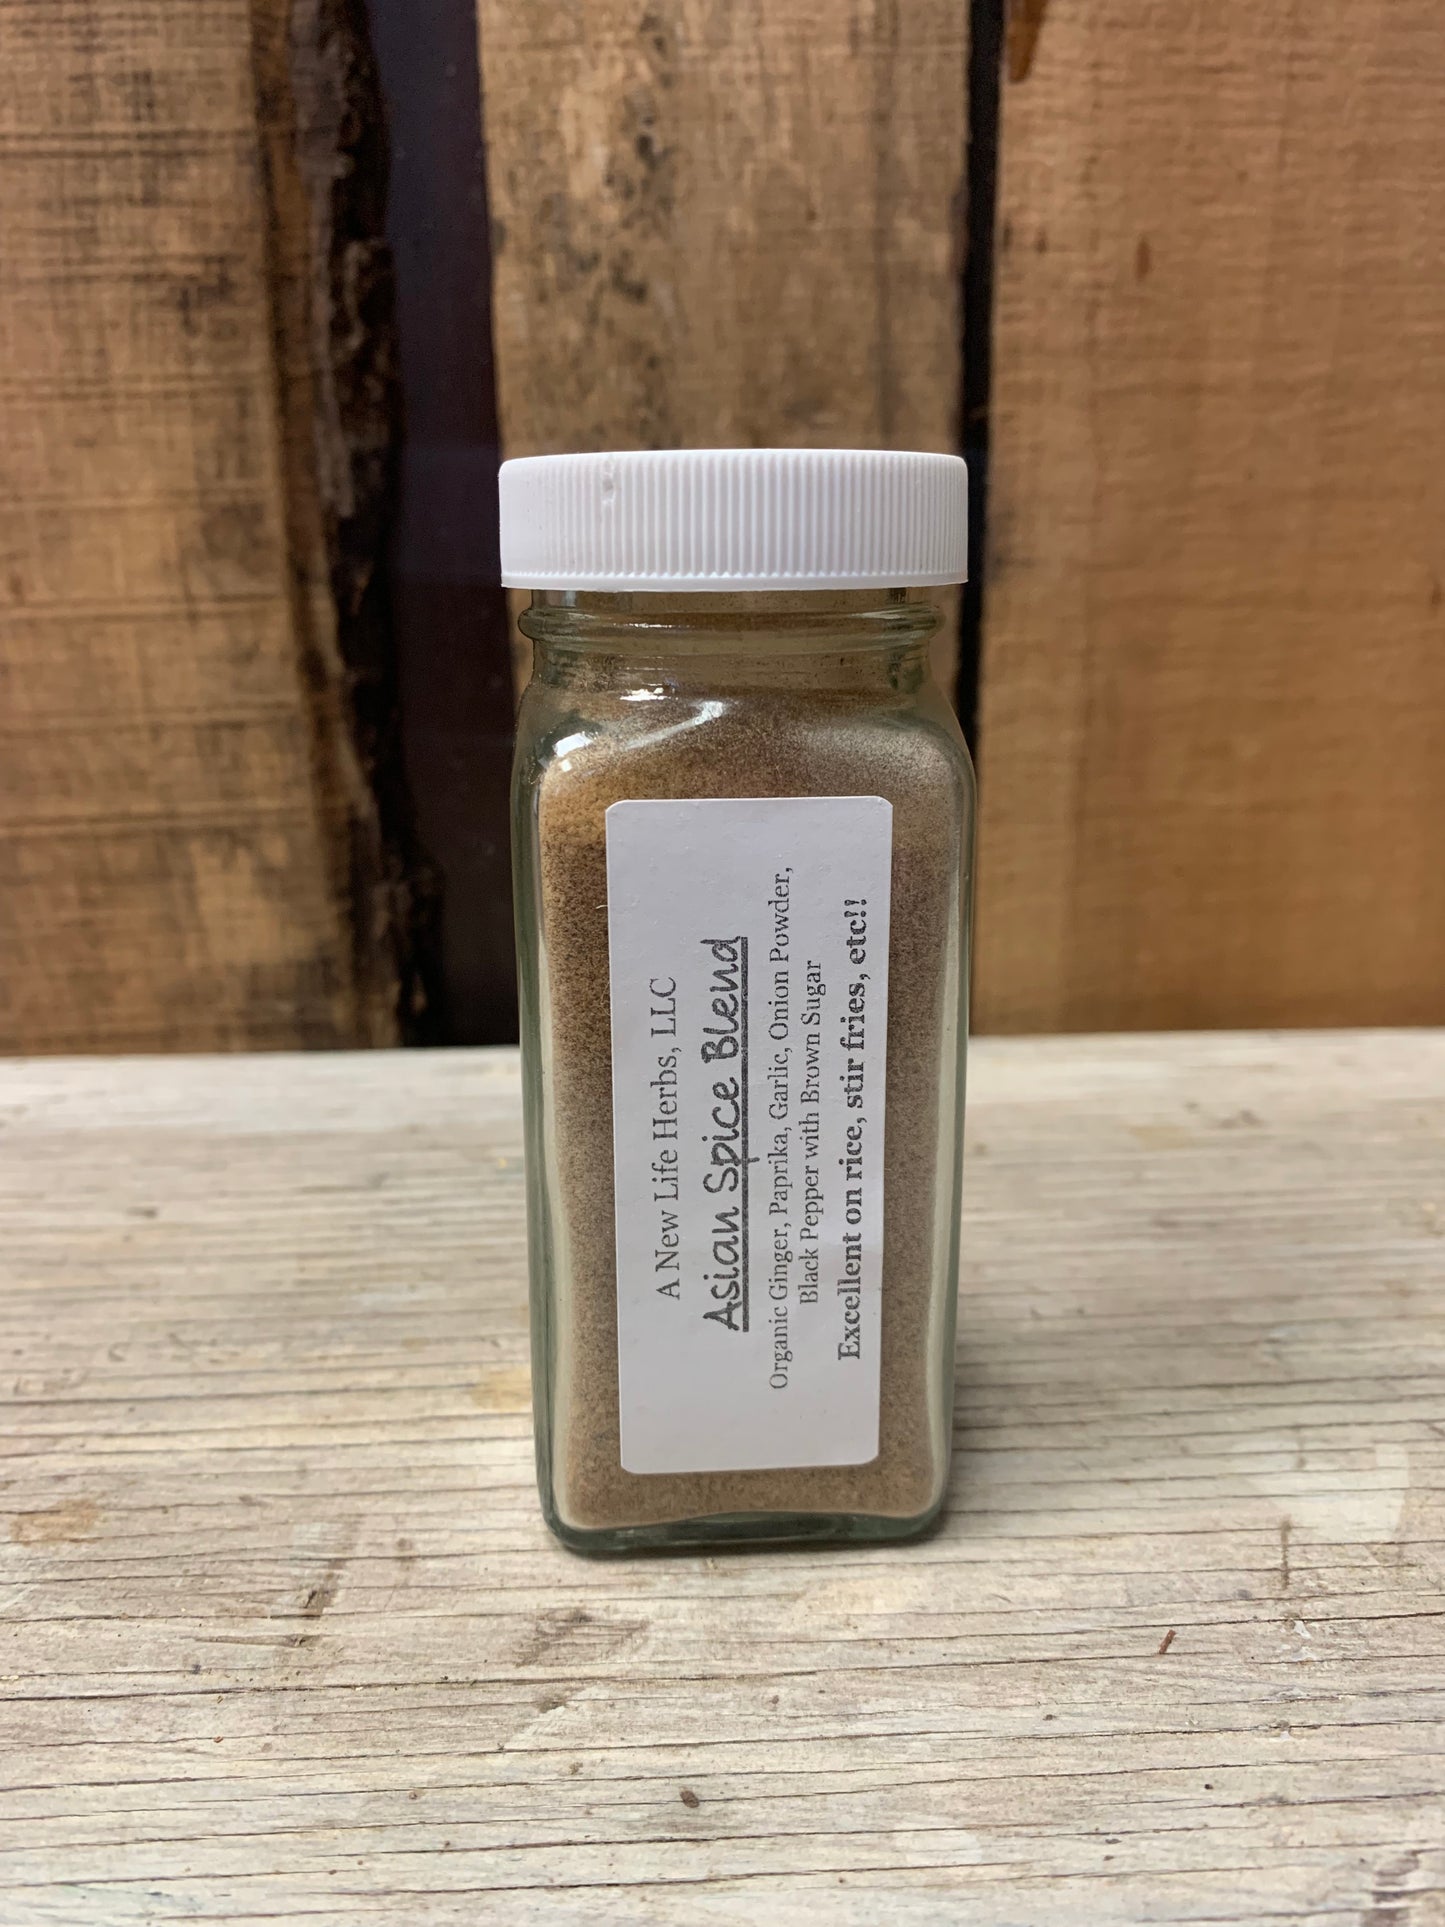 A New Life Herbs, LLC
Asian Spice Blend
Organic Ginger, Paprika, Garlic, Onion Powder,
Black Pepper with Brown Sugar
Excellent on rice, stir fries, etc!!